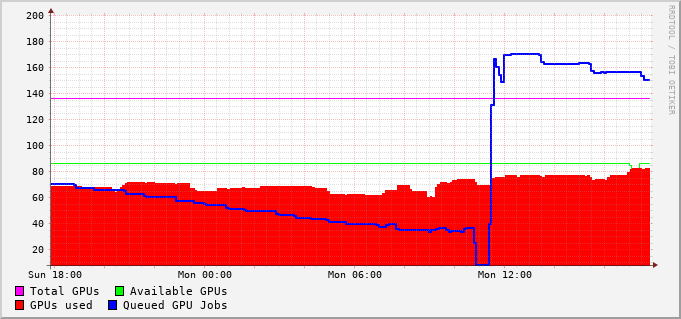 200
180
160
140
120
100
80
60
40
20
Sun 18:00 Mon 00:00 Mon 06:00 Mon 12:00
Total GPUs Available GPUs
GPUs used Queued GPU Jobs
RRDTOOL / TOBI OETIKER